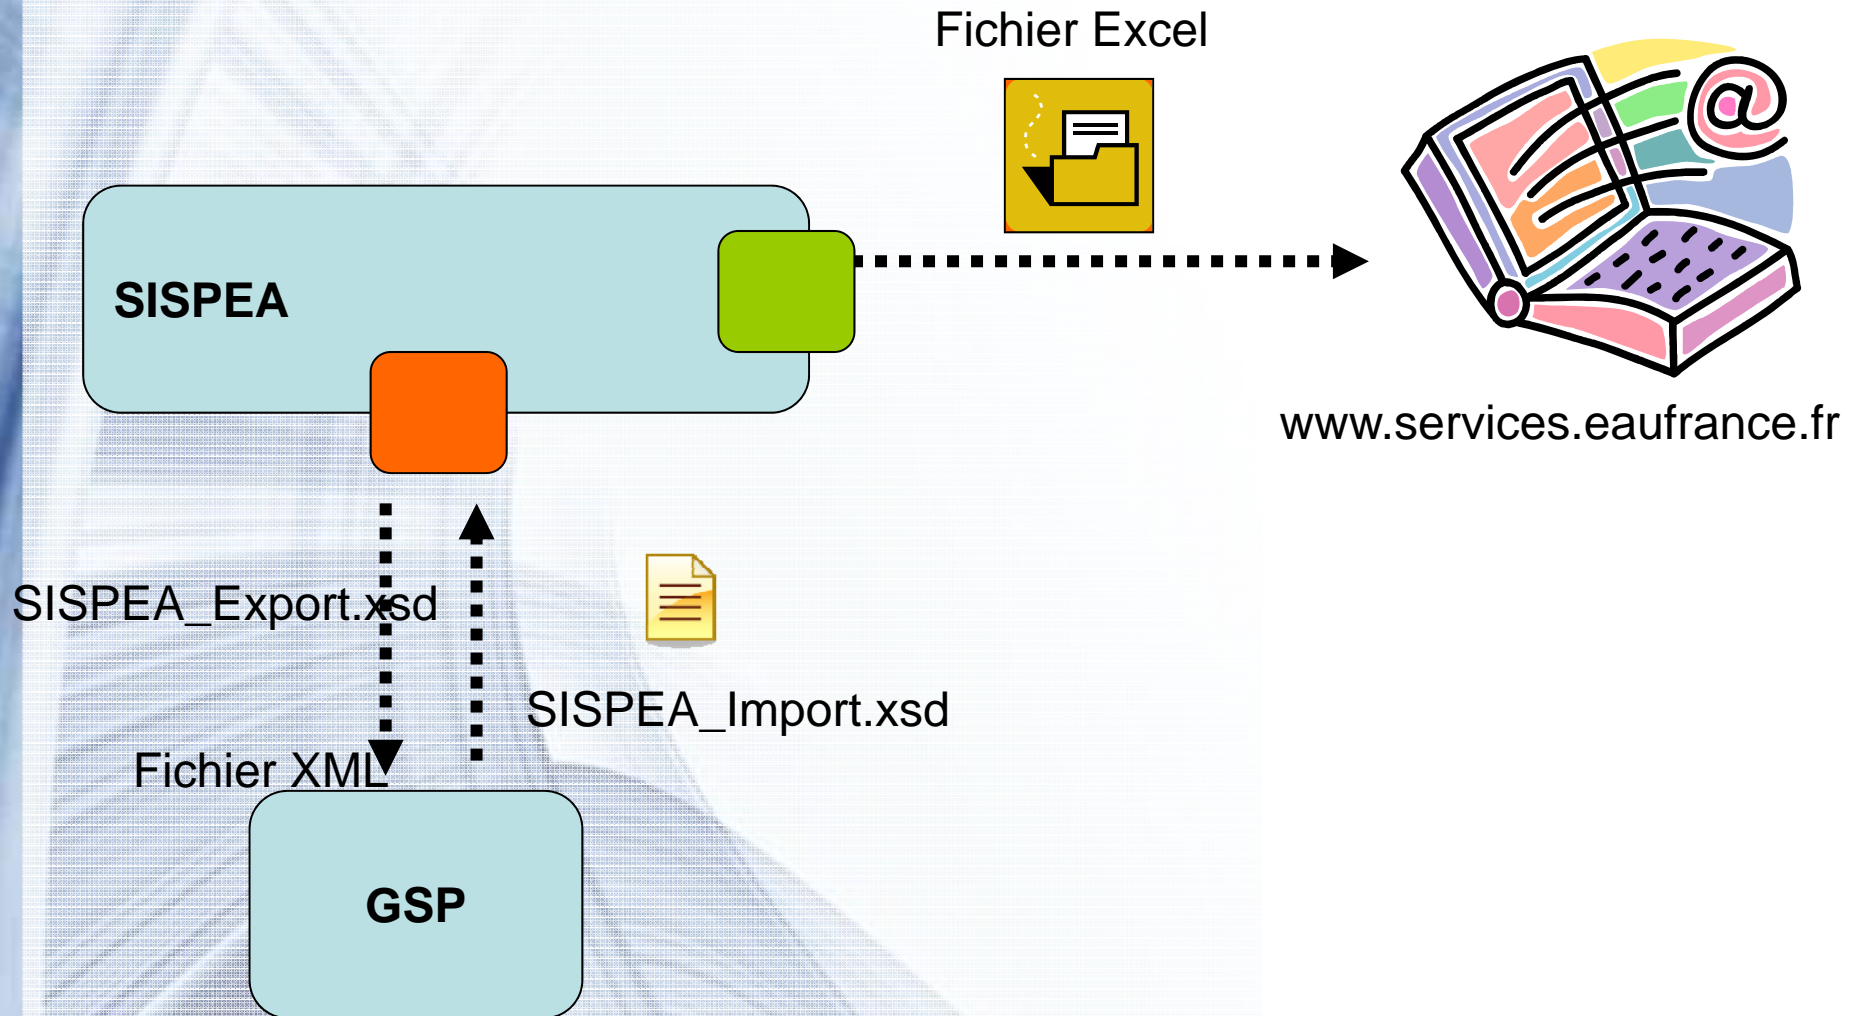 Fichier Excel
SISPEA
www.services.eaufrance.fr
SISPEA_Export.xsd
SISPEA_Import.xsd
Fichier XML
GSP